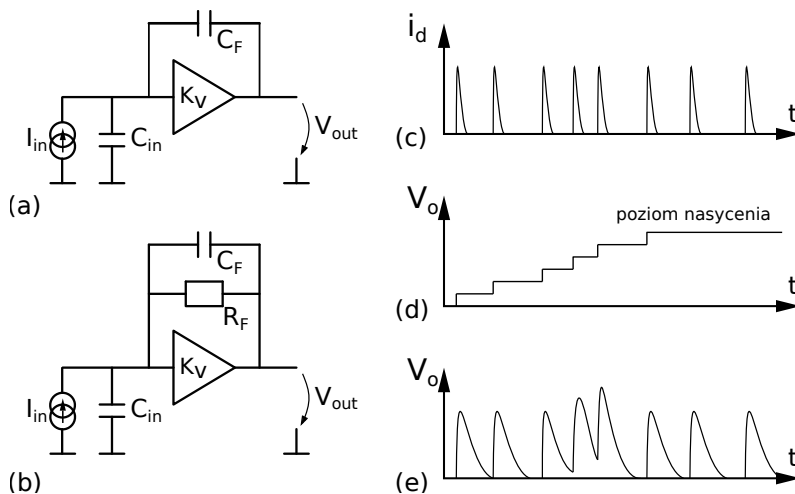 C_F
K_V
I_in
C_in
V_out
(a)
C_F
R_F
K_V
I_in
C_in
V_out
(b)
i_d
t
(c)
V_o
poziom nasycenia
t
(d)
V_o
t
(e)